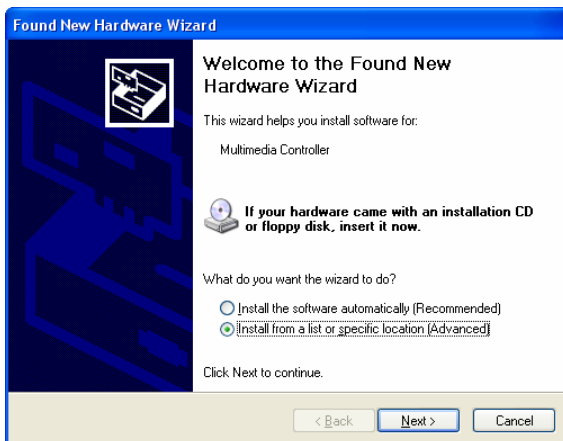 Found New Hardware Wizard
Welcome to the Found New
Hardware Wizard
This wizard helps you install software for:
Multimedia Controller
If your hardware came with an installation CD
or floppy disk, insert it now.
What do you want the wizard to do?
Install the software automatically (Recommended)
Install from a list or specific location (Advanced)
Click Next to continue.
< Back Next > Cancel